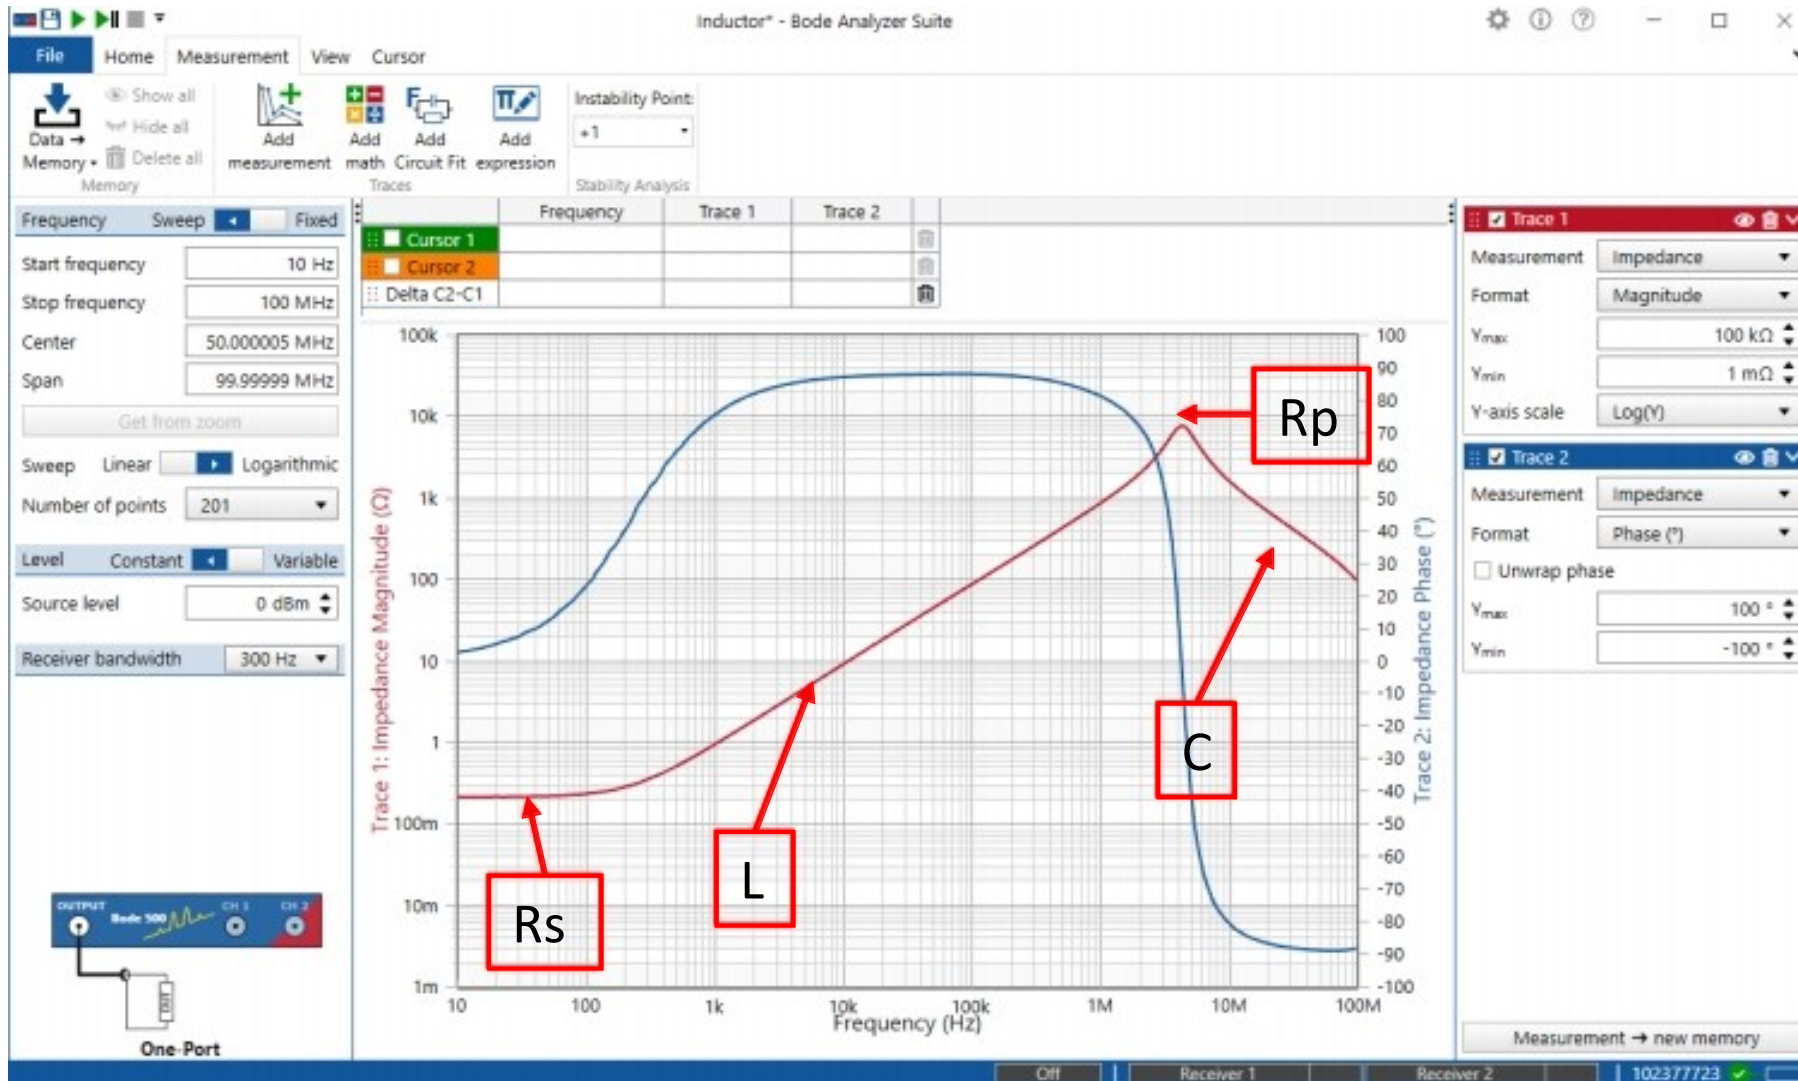 Inductor* - Bode Analyzer Suite
File Home Measurement View Cursor
Data →
Memory
Show all
Hide all
Delete all
Memory
Add
measurement
Add
math
Add
Circuit Fit
Add
expression
Traces
Instability Point:
+1
Stability Analysis
Frequency Sweep Fixed
Start frequency 10 Hz
Stop frequency 100 MHz
Center 50.000005 MHz
Span 99.99999 MHz
Get from zoom
Sweep Linear Logarithmic
Number of points 201
Level Constant Variable
Source level 0 dBm
Receiver bandwidth 300 Hz
OUTPUT Bode 500 CH 1 CH 2
DUT
One-Port
Frequency Trace 1 Trace 2
Cursor 1
Cursor 2
Delta C2-C1
Trace 1: Impedance Magnitude (Ω)
100k
10k
1k
100
10
1
100m
10m
1m
Rp
C
L
Rs
100
90
80
70
60
50
40
30
20
10
0
-10
-20
-30
-40
-50
-60
-70
-80
-90
-100
Trace 2: Impedance Phase (°)
10 100 1k 10k 100k 1M 10M 100M
Frequency (Hz)
Trace 1
Measurement Impedance
Format Magnitude
Ymax 100 kΩ
Ymin 1 mΩ
Y-axis scale Log(Y)
Trace 2
Measurement Impedance
Format Phase (°)
Unwrap phase
Ymax 100 °
Ymin -100 °
Measurement → new memory
Off Receiver 1 Receiver 2 102377723